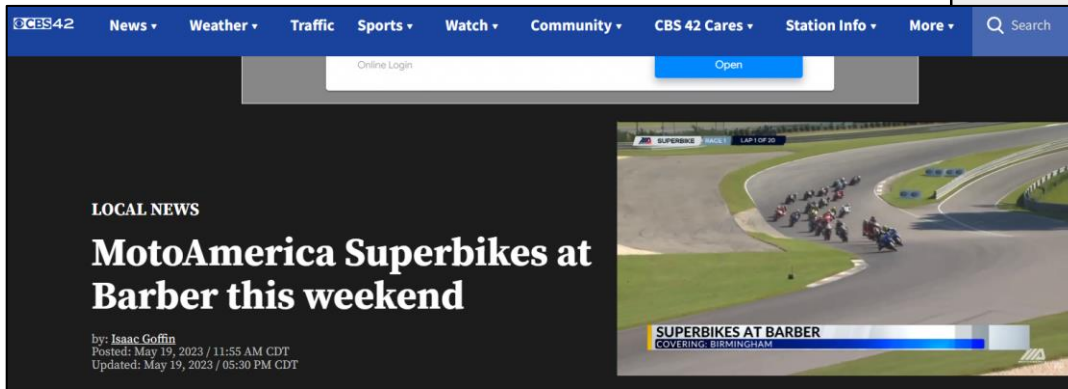 CBS42 News Weather Traffic Sports Watch Community CBS 42 Cares Station Info More Search
Online Login
Open
SUPERBIKE RACE 1 LAP 1 OF 20
LOCAL NEWS
MotoAmerica Superbikes at
Barber this weekend
by: Isaac Goffin
Posted: May 19, 2023 / 11:55 AM CDT
Updated: May 19, 2023 / 05:30 PM CDT
SUPERBIKES AT BARBER
COVERING: BIRMINGHAM